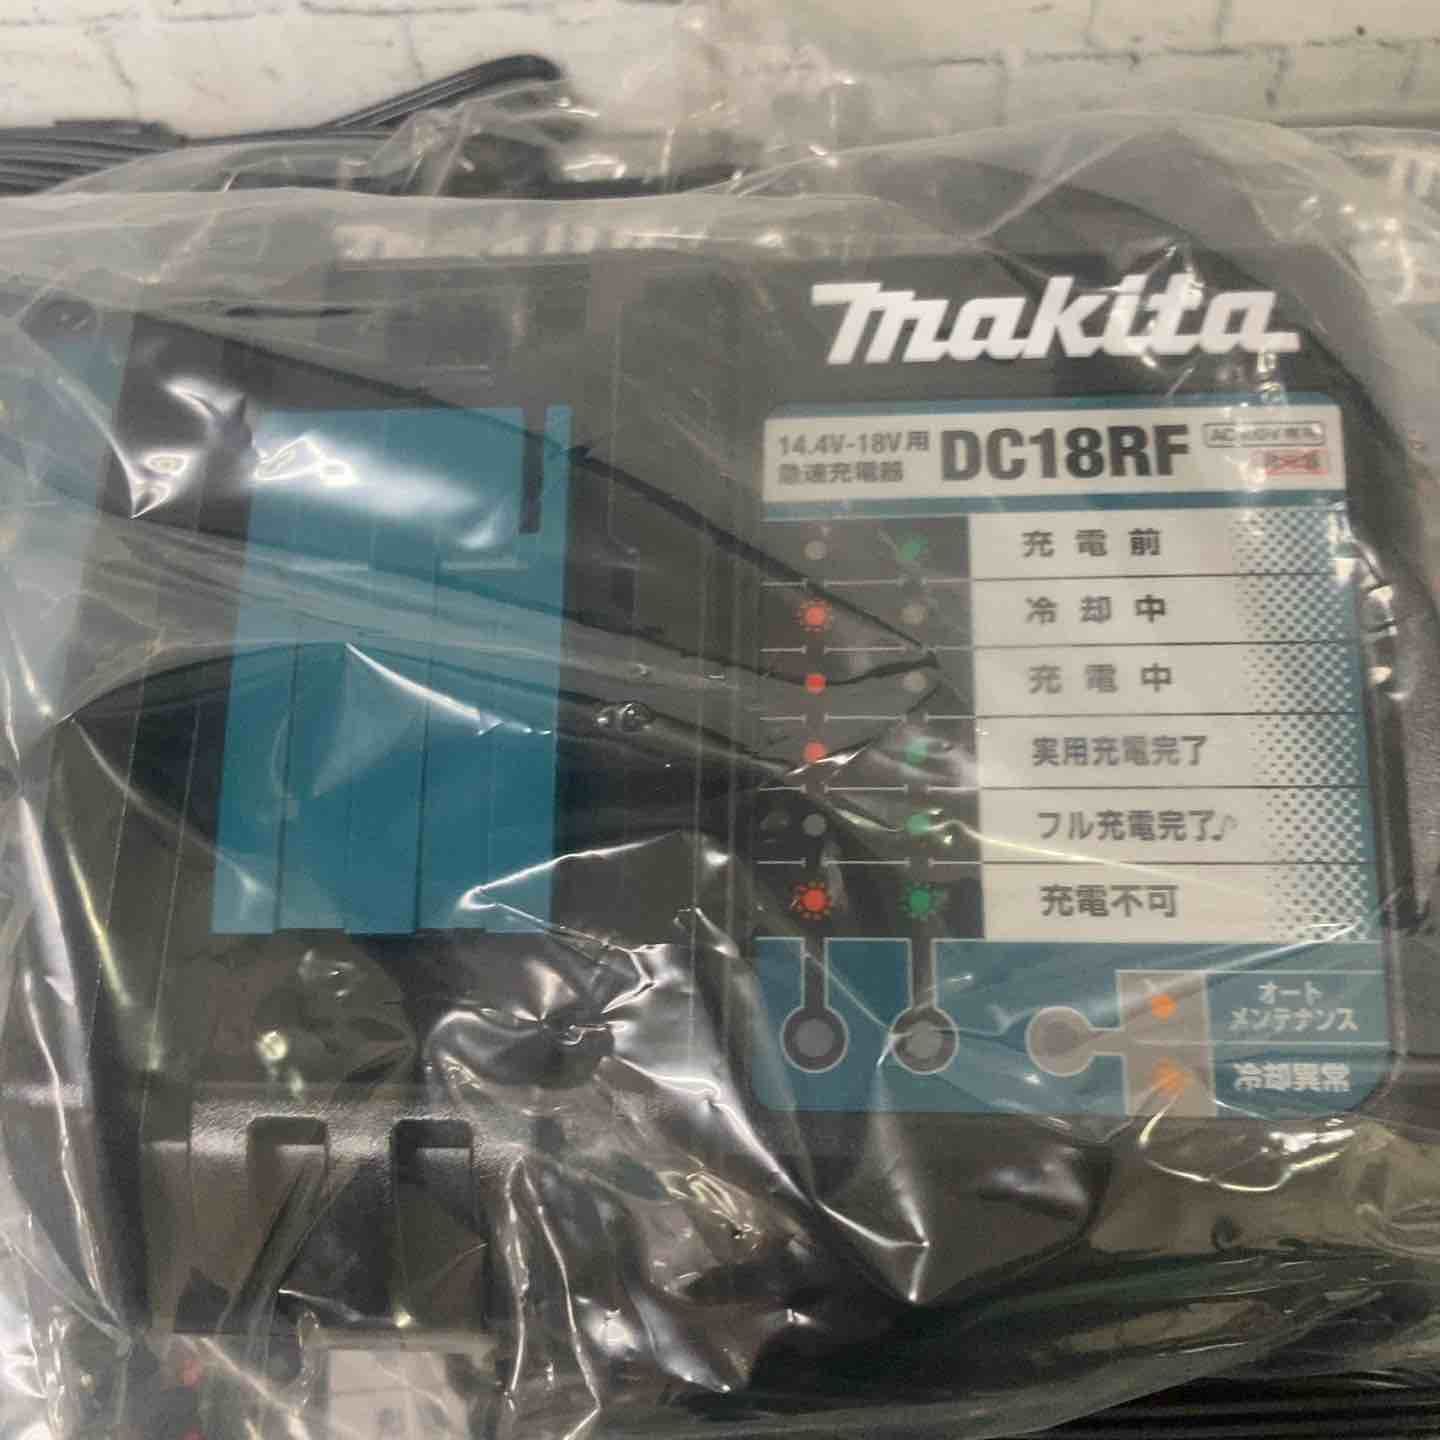 makita
14.4V-18V用
急速充電器
DC18RF
充電前
冷却中
充電中
実用充電完了
フル充電完了♪
充電不可
オート
メンテナンス
冷却異常